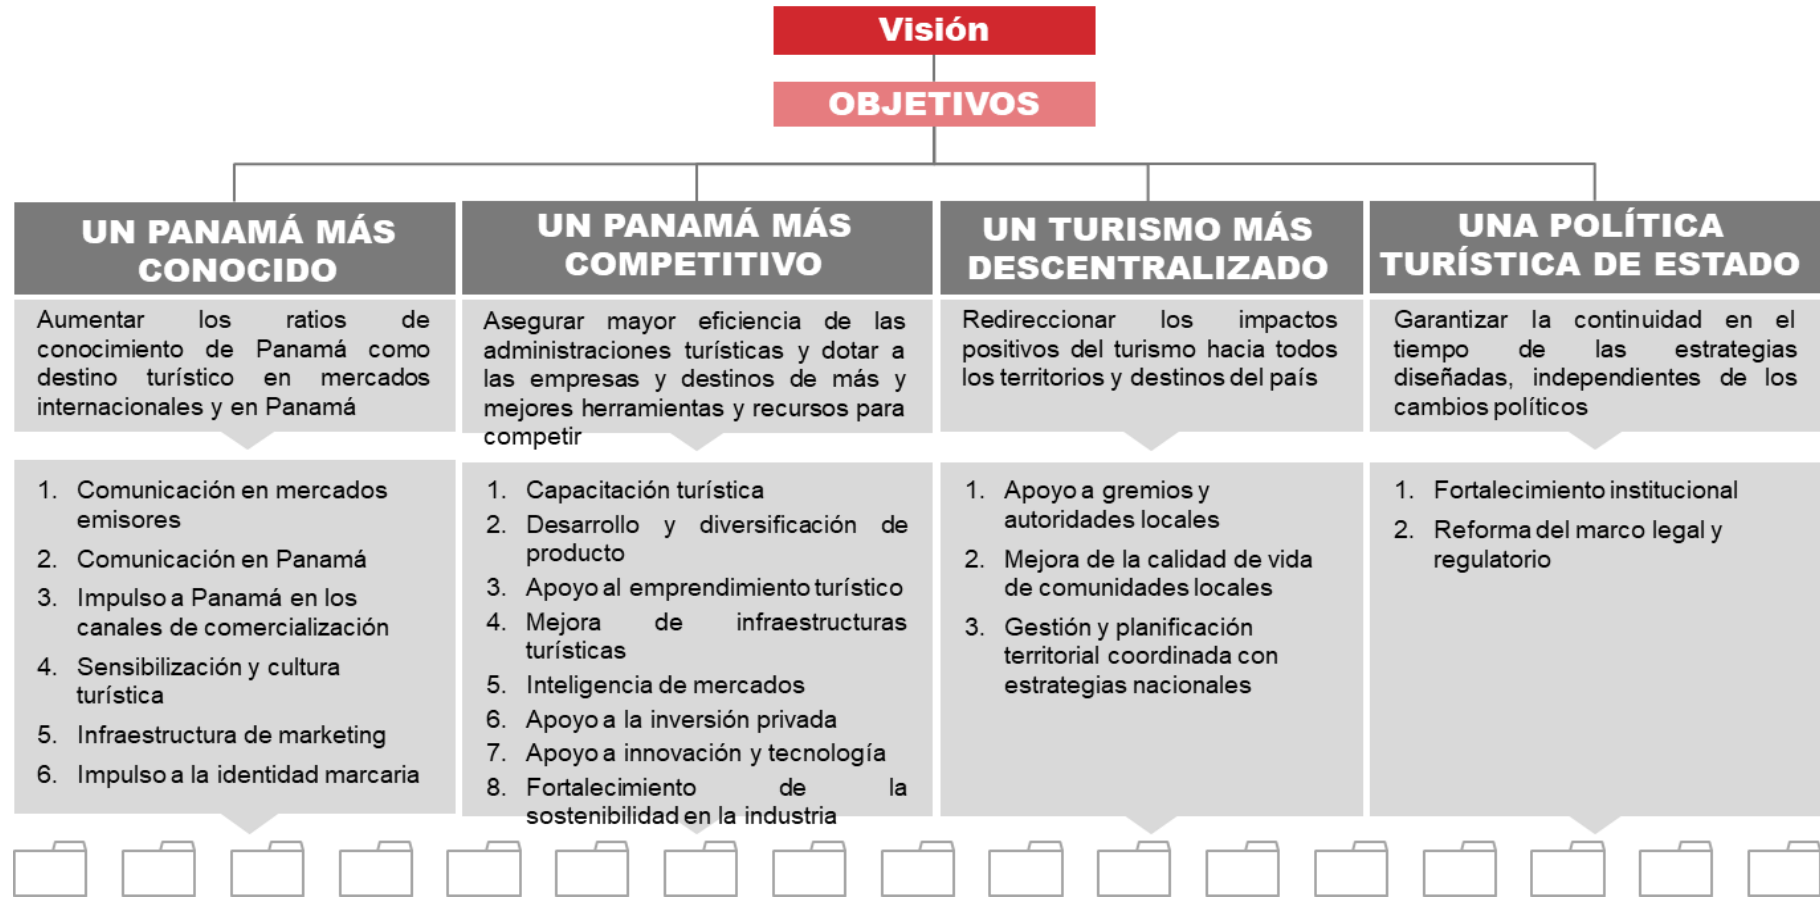 Visión
OBJETIVOS
UN PANAMÁ MÁS
CONOCIDO
Aumentar los ratios de
conocimiento de Panamá como
destino turístico en mercados
internacionales y en Panamá
1. Comunicación en mercados
emisores
2. Comunicación en Panamá
3. Impulso a Panamá en los
canales de comercialización
4. Sensibilización y cultura
turística
5. Infraestructura de marketing
6. Impulso a la identidad marcaria
UN PANAMÁ MÁS
COMPETITIVO
Asegurar mayor eficiencia de las
administraciones turísticas y dotar a
las empresas y destinos de más y
mejores herramientas y recursos para
competir
1. Capacitación turística
2. Desarrollo y diversificación de
producto
3. Apoyo al emprendimiento turístico
4. Mejora de infraestructuras
turísticas
5. Inteligencia de mercados
6. Apoyo a la inversión privada
7. Apoyo a innovación y tecnología
8. Fortalecimiento de la
sostenibilidad en la industria
UN TURISMO MÁS
DESCENTRALIZADO
Redireccionar los impactos
positivos del turismo hacia todos
los territorios y destinos del país
1. Apoyo a gremios y
autoridades locales
2. Mejora de la calidad de vida
de comunidades locales
3. Gestión y planificación
territorial coordinada con
estrategias nacionales
UNA POLÍTICA
TURÍSTICA DE ESTADO
Garantizar la continuidad en el
tiempo de las estrategias
diseñadas, independientes de los
cambios políticos
1. Fortalecimiento institucional
2. Reforma del marco legal y
regulatorio